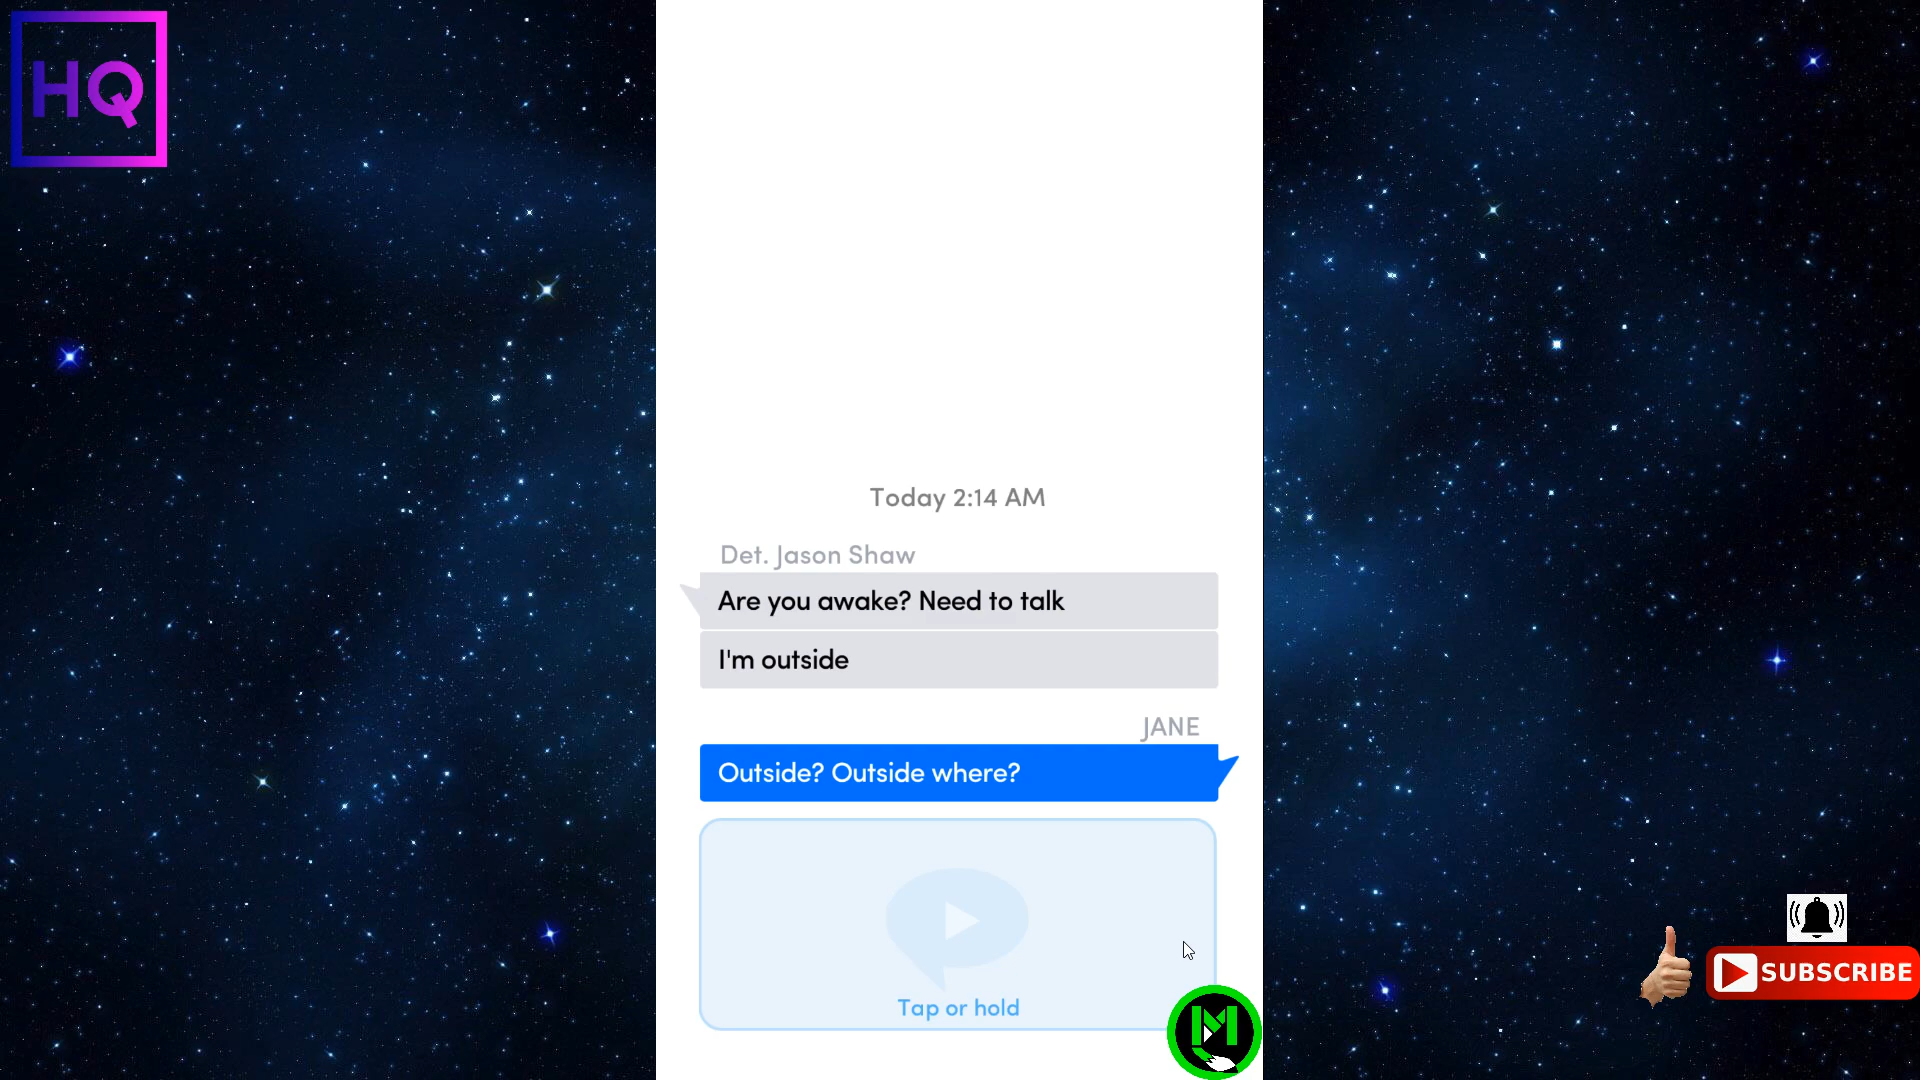 HQ
Today 2:14 AM
Det. Jason Shaw
Are you awake? Need to talk
I'm outside
JANE
Outside? Outside where?
Tap or hold
M
SUBSCRIBE